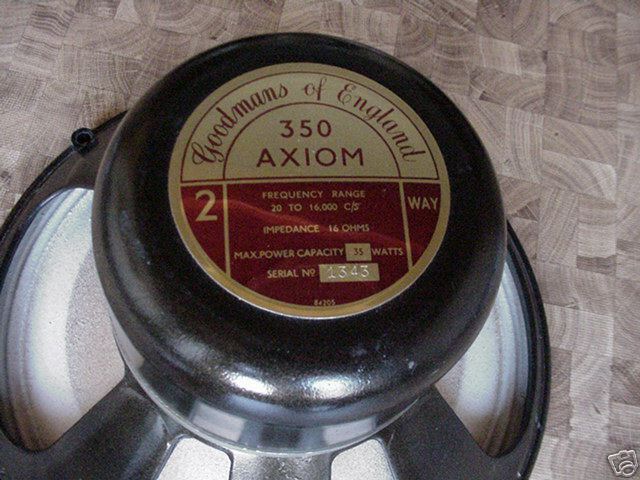 Goodmans of England
350
AXIOM
2 WAY
FREQUENCY RANGE
20 TO 16,000 C/S
IMPEDANCE 16 OHMS
MAX. POWER CAPACITY 35 WATTS
SERIAL Nº 1343
84205